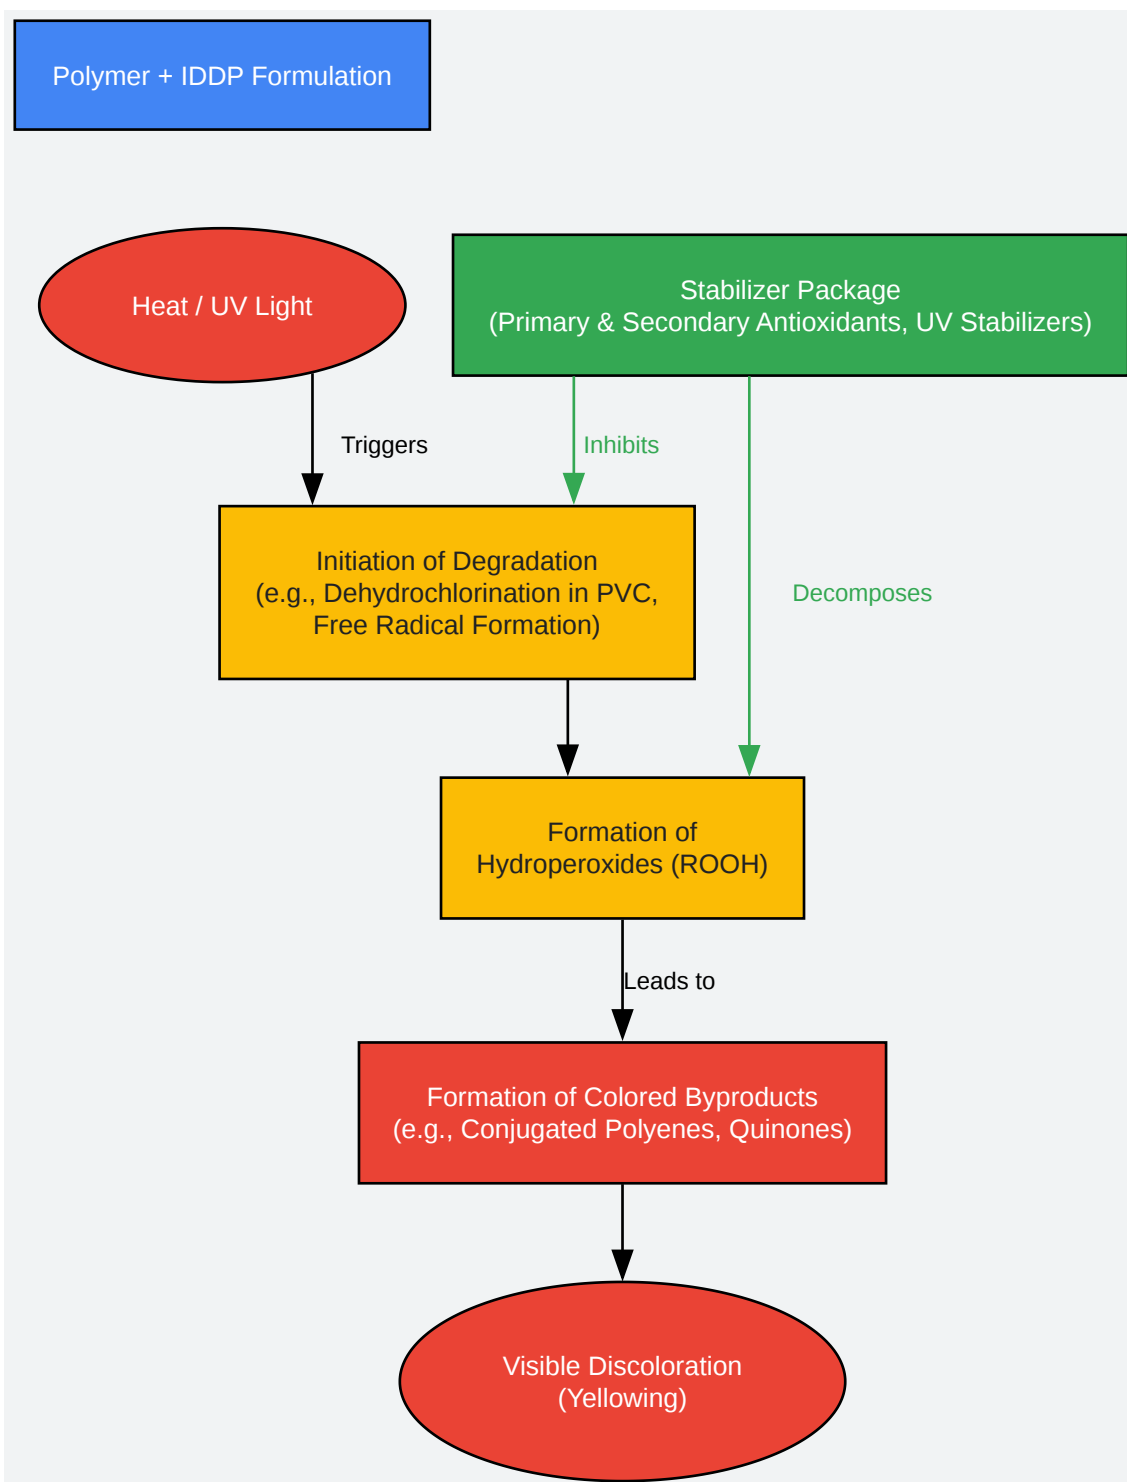 Polymer + IDDP Formulation
Heat / UV Light
Stabilizer Package
(Primary & Secondary Antioxidants, UV Stabilizers)
Triggers
Inhibits
Initiation of Degradation
(e.g., Dehydrochlorination in PVC,
Free Radical Formation)
Decomposes
Formation of
Hydroperoxides (ROOH)
Leads to
Formation of Colored Byproducts
(e.g., Conjugated Polyenes, Quinones)
Visible Discoloration
(Yellowing)